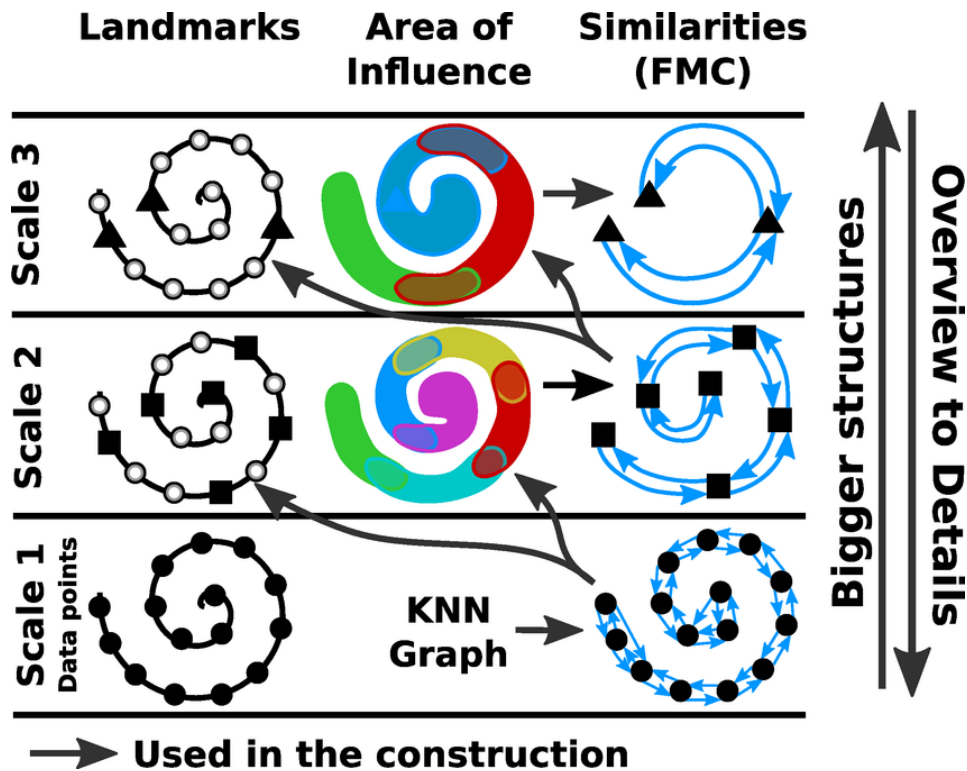 Landmarks
Area of
Influence
Similarities
(FMC)
Scale 3
Scale 2
Scale 1
Data points
KNN
Graph
Bigger structures
Overview to Details
Used in the construction